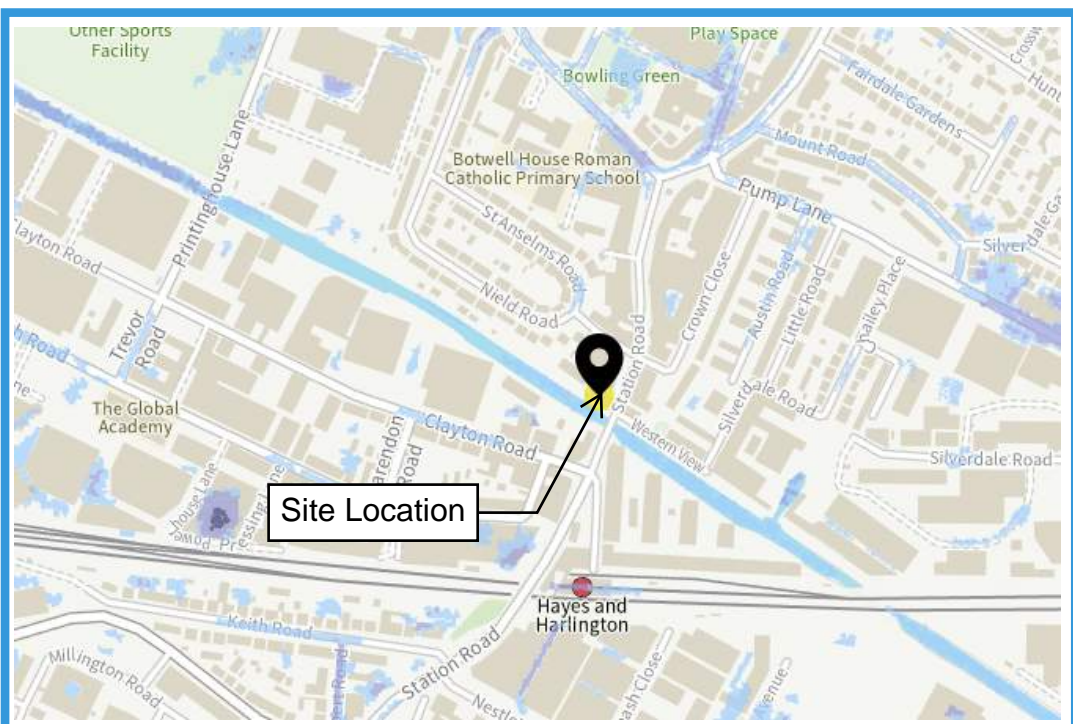 Other Sports
Facility
Play Space
Bowling Green
Fairdale Gardens
Mount Road
Printinghouse Lane
Botwell House Roman
Catholic Primary School
Pump Lane
St Anselms Road
Clayton Road
Silver
Nield Road
Crown Close
Austin Road
Little Road
Chailey Place
Trevor
Road
Station Road
Silverdale Road
The Global
Academy
Clayton Road
Western View
Silverdale Road
Road
Site Location
Hayes and
Harlington
Keith Road
Station Road
Millington Road